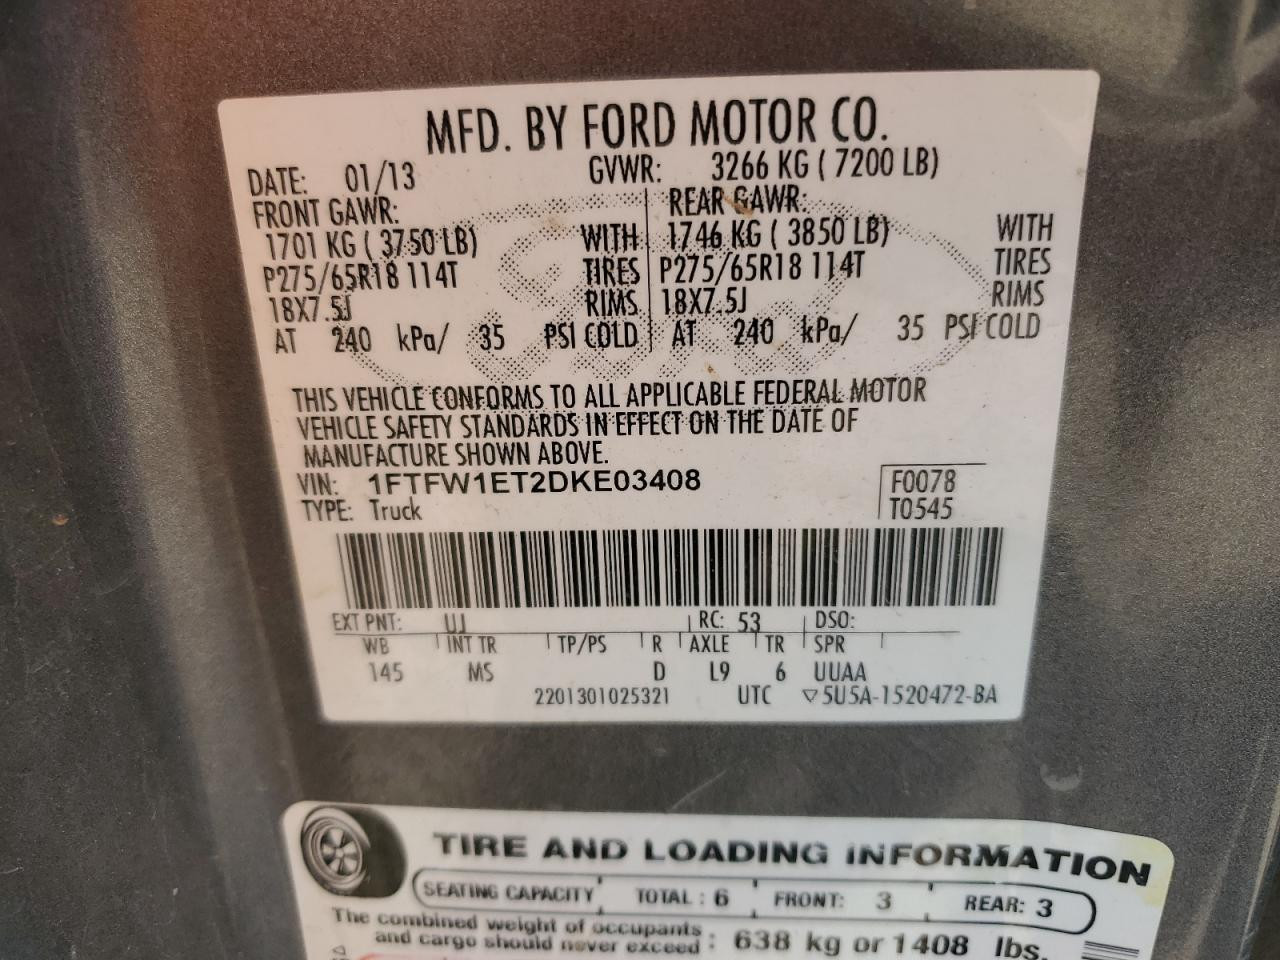 MFD. BY FORD MOTOR CO.
DATE: 01/13 GVWR: 3266 KG ( 7200 LB)
FRONT GAWR: REAR GAWR:
1701 KG ( 3750 LB) WITH 1746 KG ( 3850 LB) WITH
P275/65R18 114T TIRES P275/65R18 114T TIRES
18X7.5J RIMS 18X7.5J RIMS
AT 240 kPa/ 35 PSI COLD AT 240 kPa/ 35 PSI COLD
THIS VEHICLE CONFORMS TO ALL APPLICABLE FEDERAL MOTOR
VEHICLE SAFETY STANDARDS IN EFFECT ON THE DATE OF
MANUFACTURE SHOWN ABOVE.
VIN: 1FTFW1ET2DKE03408 F0078
TYPE: Truck T0545
EXT PNT: UJ RC: 53 DSO:
WB INT TR TP/PS R AXLE TR SPR
145 MS D L9 6 UUAA
2201301025321 UTC ▽5U5A-1520472-BA
TIRE AND LOADING INFORMATION
SEATING CAPACITY TOTAL : 6 FRONT: 3 REAR: 3
The combined weight of occupants
and cargo should never exceed : 638 kg or 1408 lbs.